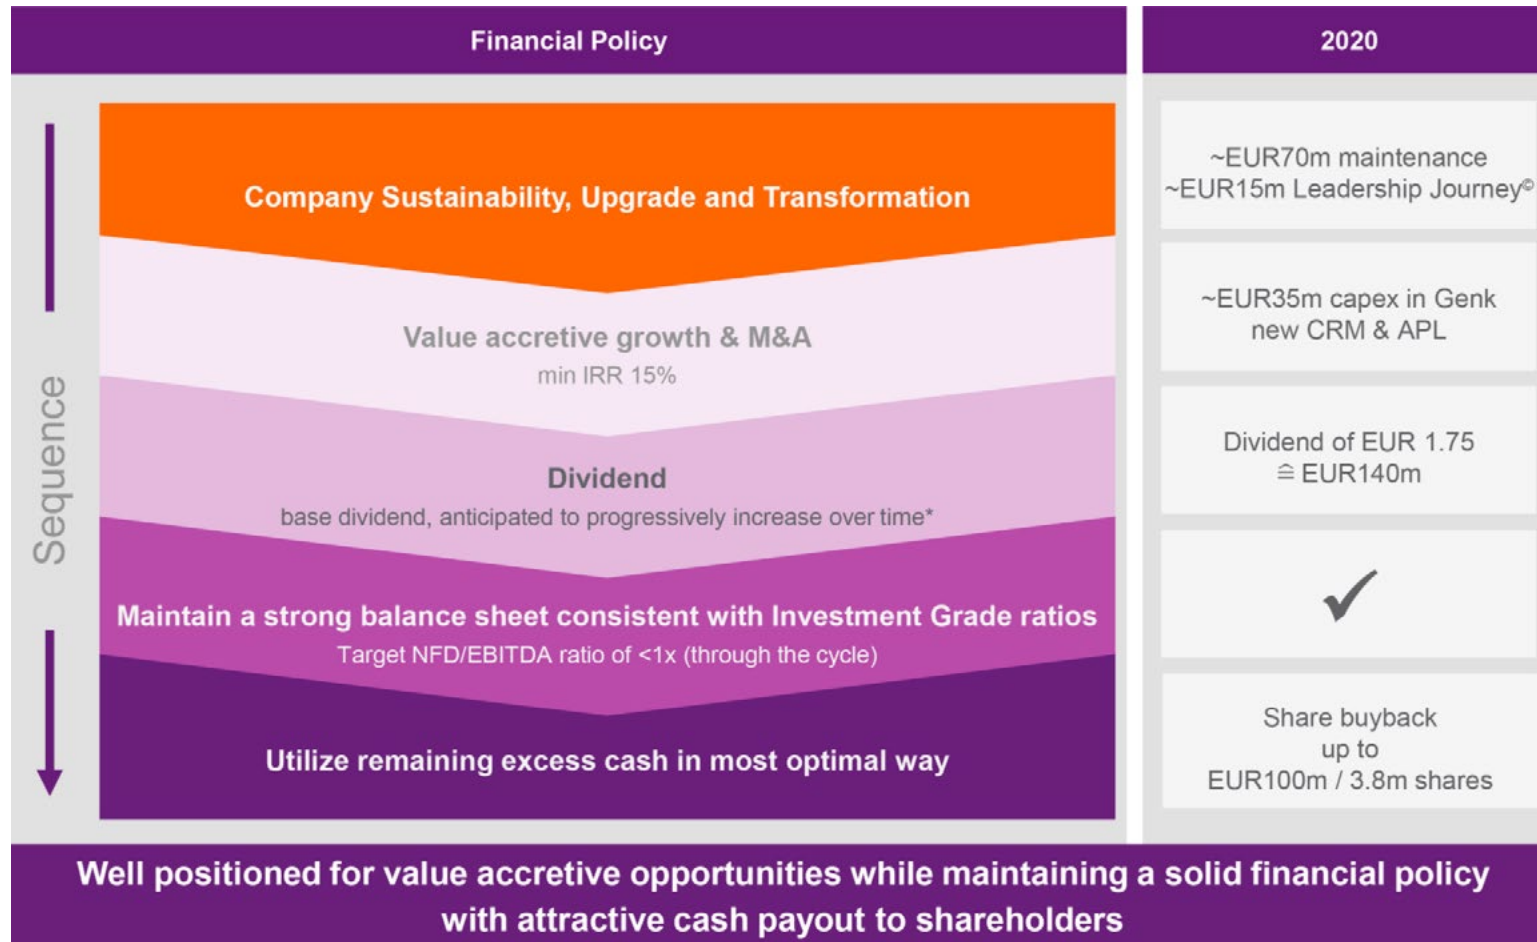 Financial Policy
2020
Sequence
Company Sustainability, Upgrade and Transformation
~EUR70m maintenance
~EUR15m Leadership Journey©
Value accretive growth & M&A
min IRR 15%
~EUR35m capex in Genk
new CRM & APL
Dividend
base dividend, anticipated to progressively increase over time*
Dividend of EUR 1.75
≙ EUR140m
Maintain a strong balance sheet consistent with Investment Grade ratios
Target NFD/EBITDA ratio of <1x (through the cycle)
✓
Utilize remaining excess cash in most optimal way
Share buyback
up to
EUR100m / 3.8m shares
Well positioned for value accretive opportunities while maintaining a solid financial policy
with attractive cash payout to shareholders